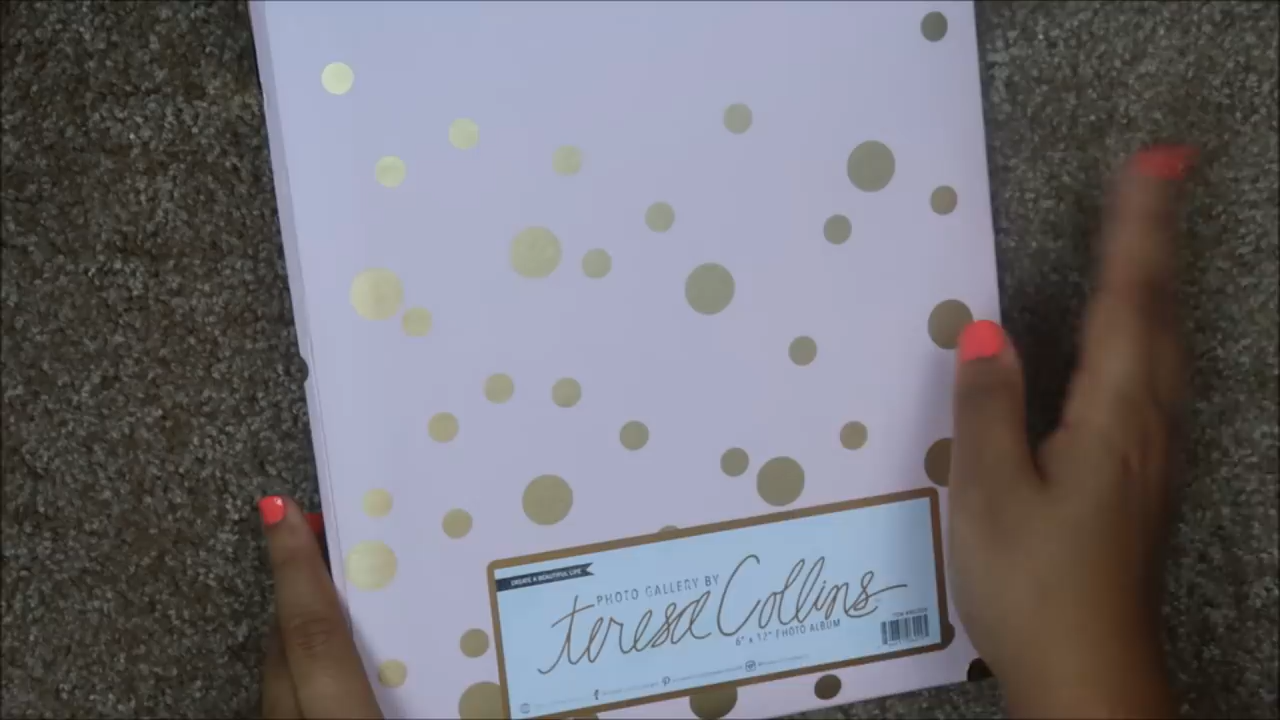 CREATE A BEAUTIFUL LIFE
PHOTO GALLERY BY
teresa Collins
6" x 12" PHOTO ALBUM